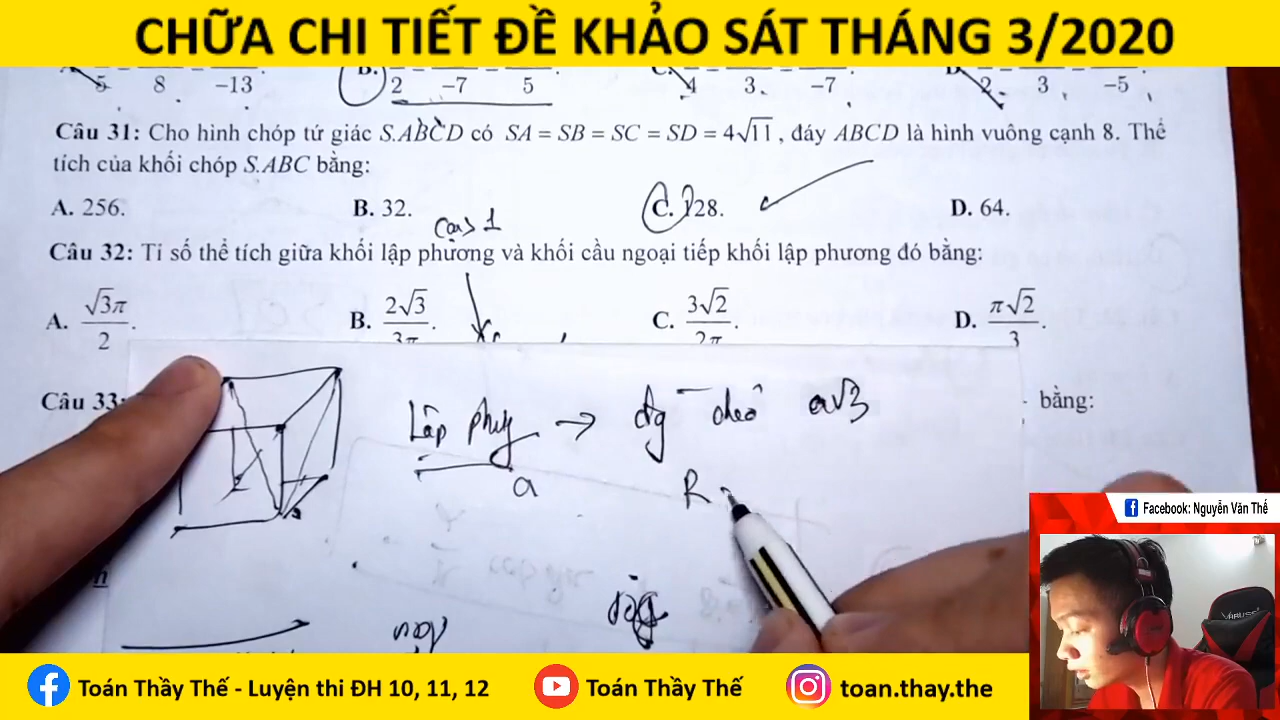 CHỮA CHI TIẾT ĐỀ KHẢO SÁT THÁNG 3/2020
5 8 -13 B. 2 -7 5 4 3 -7 2 3 -5
Câu 31: Cho hình chóp tứ giác S.ABCD có SA = SB = SC = SD = 4√11, đáy ABCD là hình vuông cạnh 8. Thể
tích của khối chóp S.ABC bằng:
A. 256. B. 32. C. 128. D. 64.
Câu 32: Tỉ số thể tích giữa khối lập phương và khối cầu ngoại tiếp khối lập phương đó bằng:
A. √3π/2. B. 2√3/3π. C. 3√2/2π. D. π√2/3.
Câu 33: bằng:
Lập phương → đg chéo a√3
a R
Facebook: Nguyễn Văn Thế
Toán Thầy Thế - Luyện thi ĐH 10, 11, 12
Toán Thầy Thế
toan.thay.the